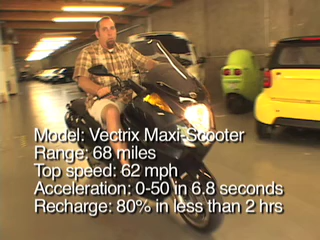 Model: Vectrix Maxi-Scooter
Range: 68 miles
Top speed: 62 mph
Acceleration: 0-50 in 6.8 seconds
Recharge: 80% in less than 2 hrs